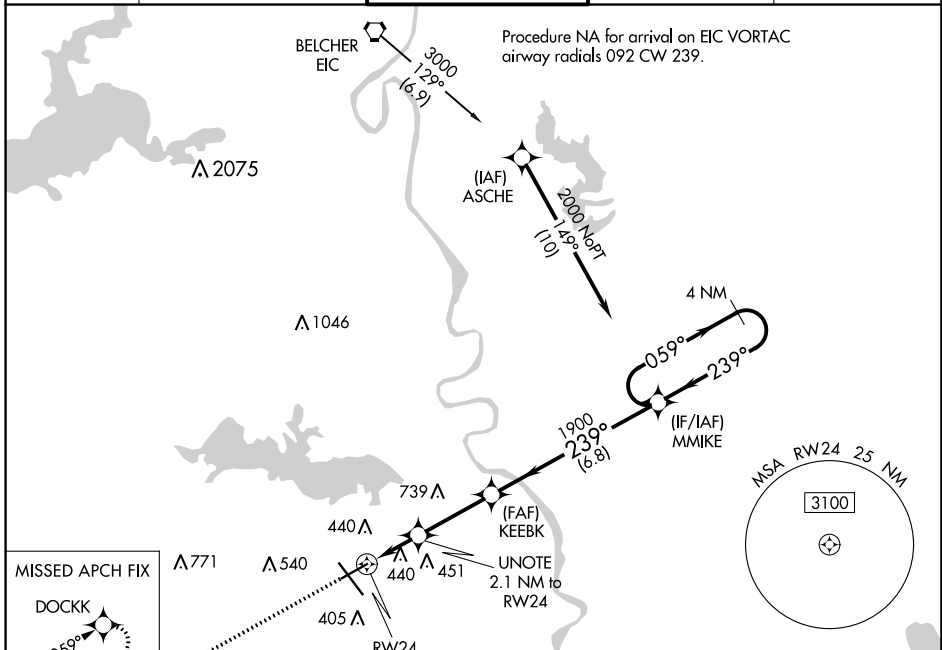 BELCHER
EIC
3000
129°
(6.9)
Procedure NA for arrival on EIC VORTAC
airway radials 092 CW 239.
2075
(IAF)
ASCHE
2000 NoPT
149°
(10)
4 NM
1046
059°
239°
(IF/IAF)
MMIKE
1900
239°
(6.8)
MSA RW24 25 NM
3100
739
(FAF)
KEEBK
440
771
540
440
451
UNOTE
2.1 NM to
RW24
MISSED APCH FIX
DOCKK
059°
405
RW24